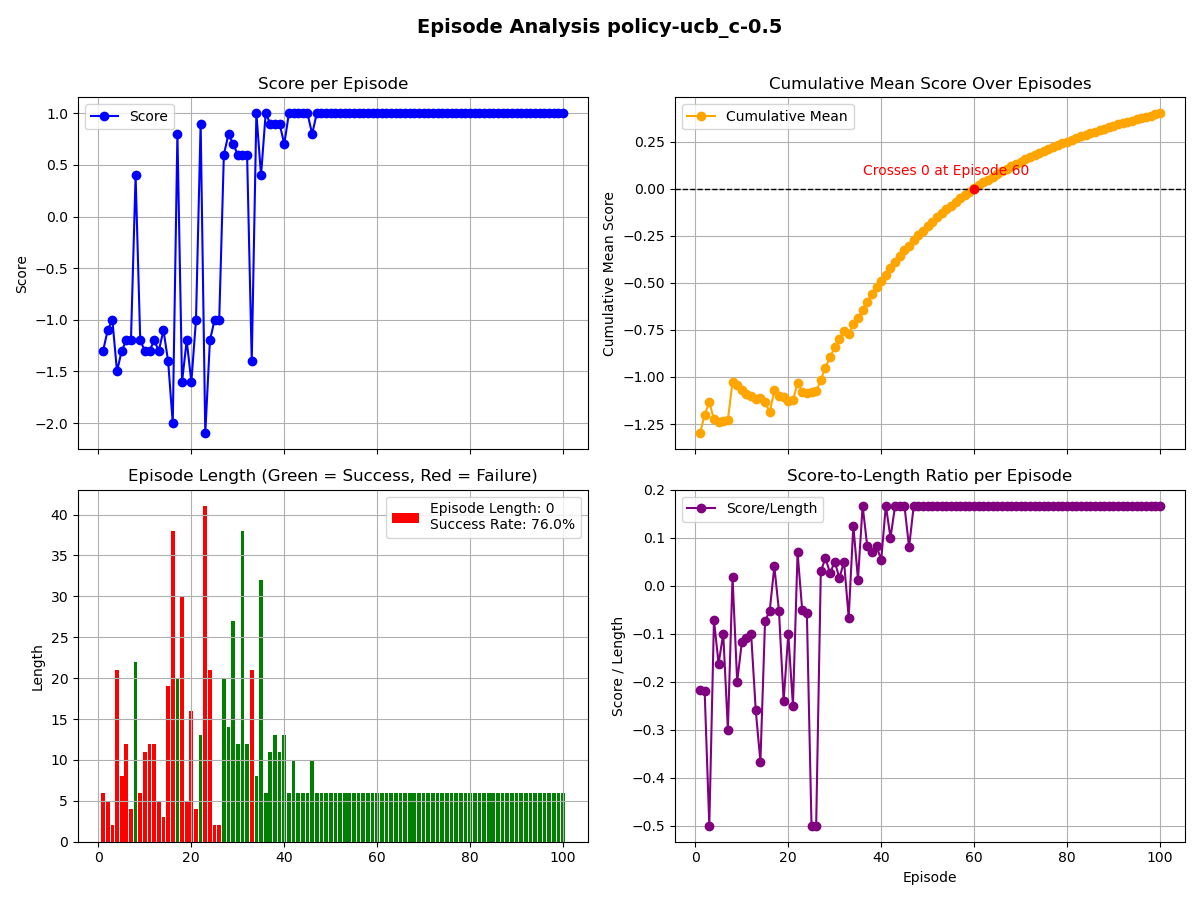 Episode Analysis policy-ucb_c-0.5
Score per Episode
Score
1.0
0.5
0.0
−0.5
−1.0
−1.5
−2.0
Score
Cumulative Mean Score Over Episodes
Cumulative Mean
Crosses 0 at Episode 60
0.25
0.00
−0.25
−0.50
−0.75
−1.00
−1.25
Cumulative Mean Score
Episode Length (Green = Success, Red = Failure)
Episode Length: 0
Success Rate: 76.0%
40
35
30
25
20
15
10
5
0
Length
0 20 40 60 80 100
Score-to-Length Ratio per Episode
Score/Length
0.2
0.1
0.0
−0.1
−0.2
−0.3
−0.4
−0.5
Score / Length
0 20 40 60 80 100
Episode